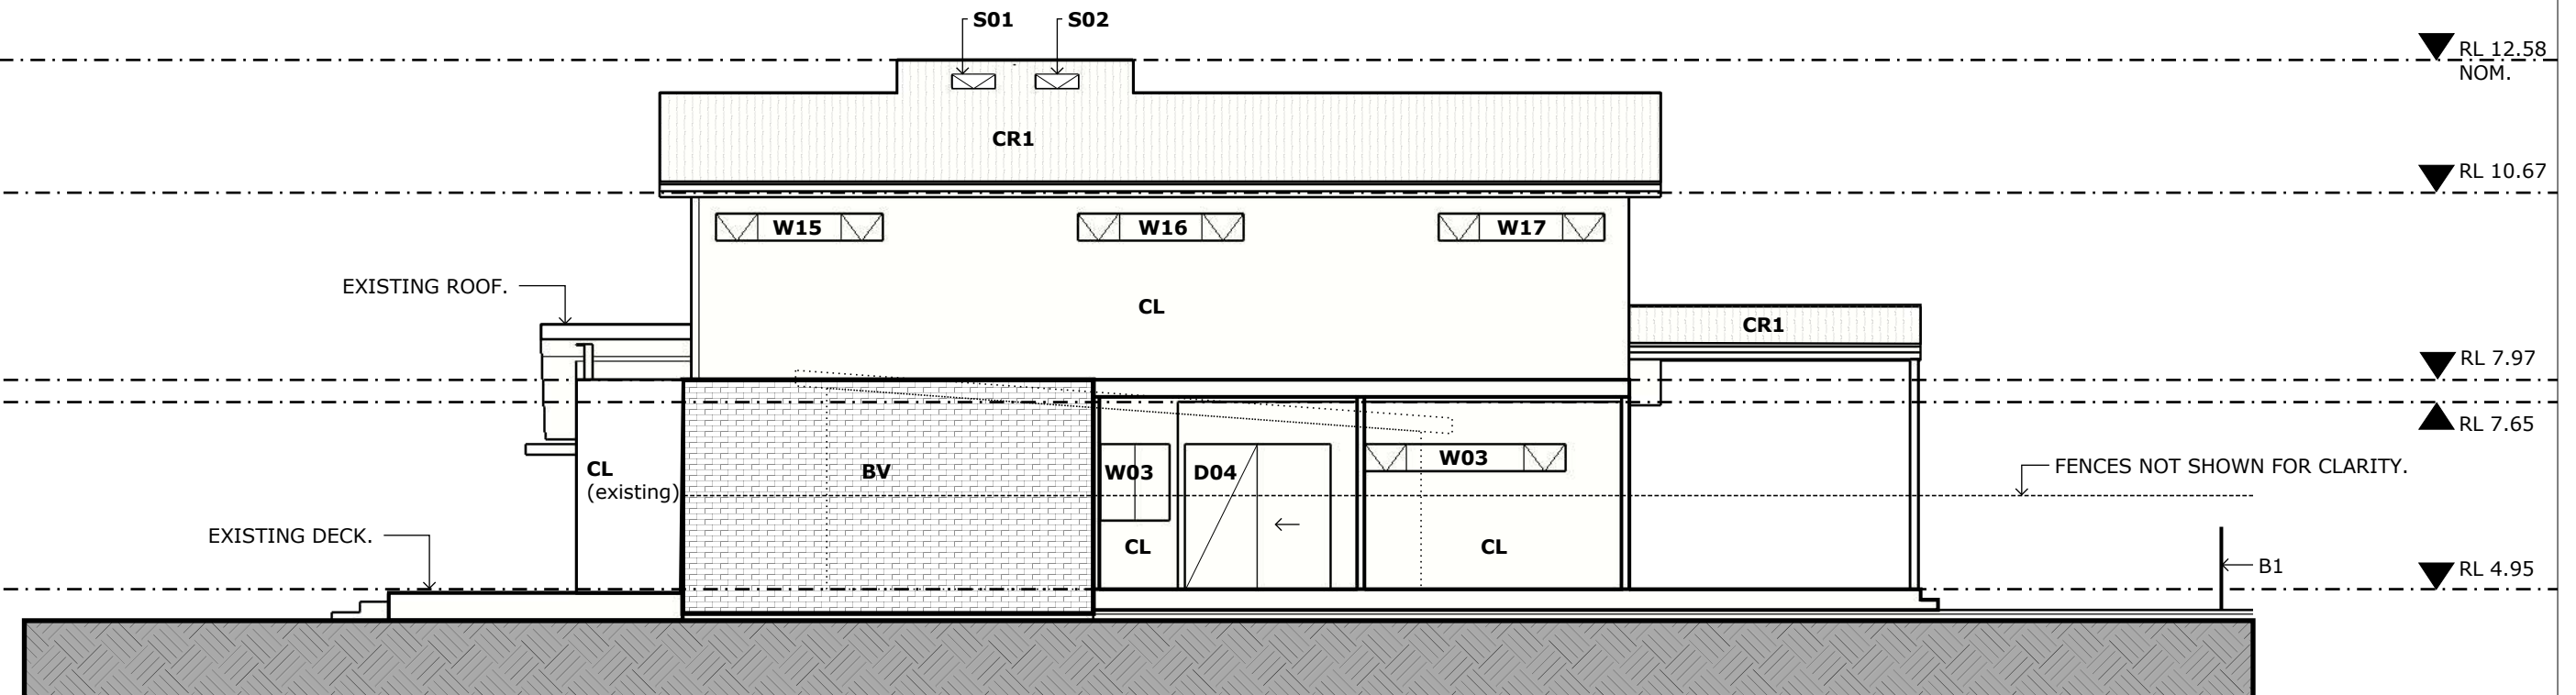 S01
S02
RL 12.58
NOM.
CR1
RL 10.67
W15
W16
W17
EXISTING ROOF.
CL
CR1
RL 7.97
RL 7.65
CL
(existing)
BV
W03
D04
W03
FENCES NOT SHOWN FOR CLARITY.
EXISTING DECK.
CL
CL
B1
RL 4.95